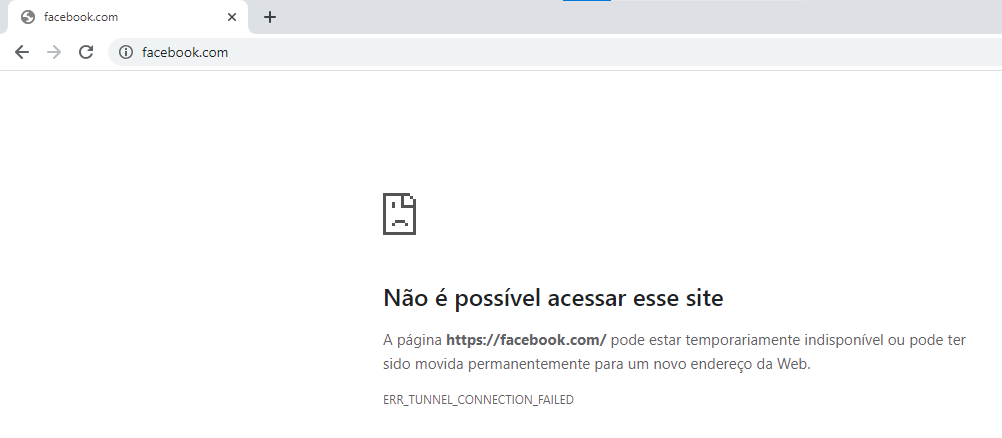 facebook.com
facebook.com
Não é possível acessar esse site
A página https://facebook.com/ pode estar temporariamente indisponível ou pode ter
sido movida permanentemente para um novo endereço da Web.
ERR_TUNNEL_CONNECTION_FAILED